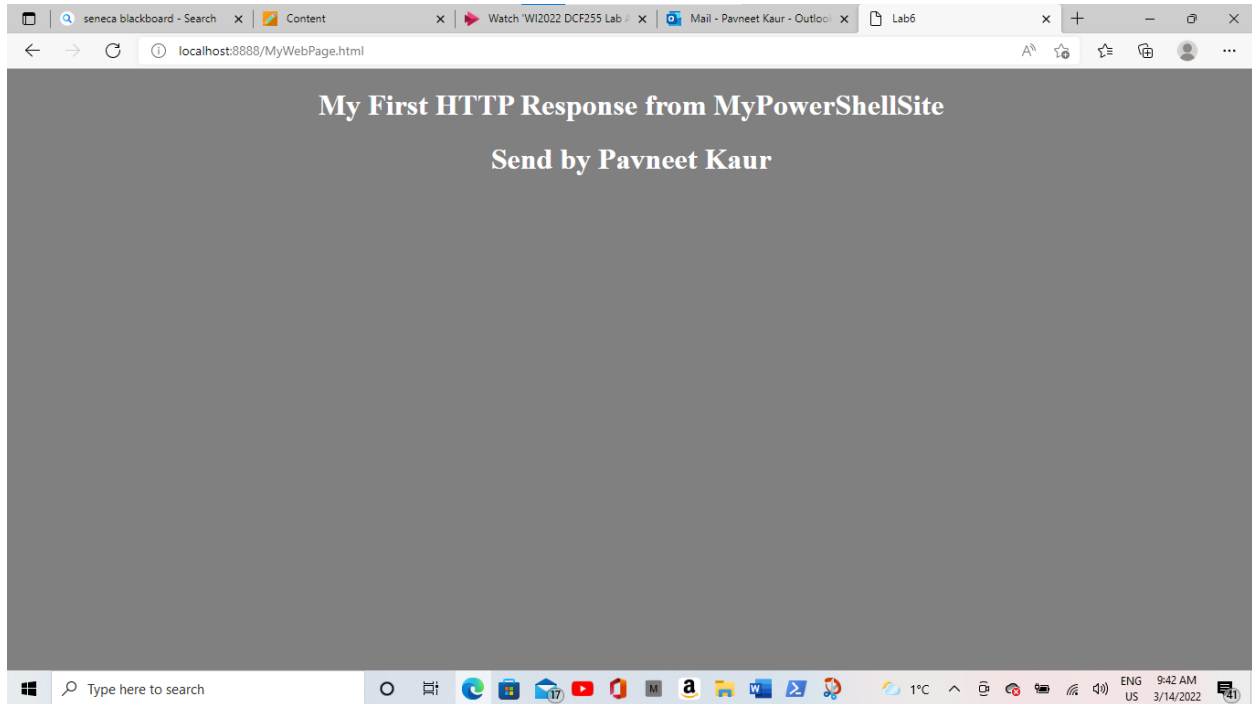 seneca blackboard - Search
Content
Watch 'WI2022 DCF255 Lab
Mail - Pavneet Kaur - Outlook
Lab6
localhost:8888/MyWebPage.html
My First HTTP Response from MyPowerShellSite
Send by Pavneet Kaur
Type here to search
17
M
a
W
1°C
ENG
US
9:42 AM
3/14/2022
41